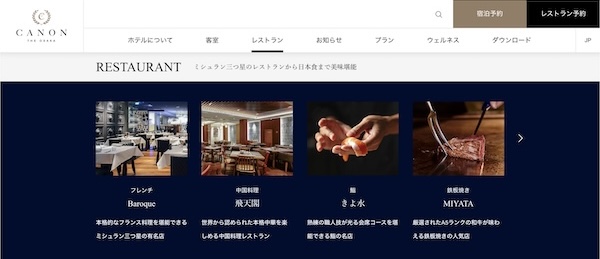 CANON
THE OSAKA
宿泊予約
レストラン予約
ホテルについて
客室
レストラン
お知らせ
プラン
ウェルネス
ダウンロード
JP
RESTAURANT
ミシュラン三つ星のレストランから日本食まで美味堪能
フレンチ
Baroque
本格的なフランス料理を堪能できる
ミシュラン三つ星の有名店
中国料理
飛天閣
世界から認められた本格中華を楽
しめる中国料理レストラン
鮨
きよ水
熟練の職人技が光る会席コースを堪
能できる鮨の名店
鉄板焼き
MIYATA
厳選されたA5ランクの和牛が味わ
える鉄板焼きの人気店